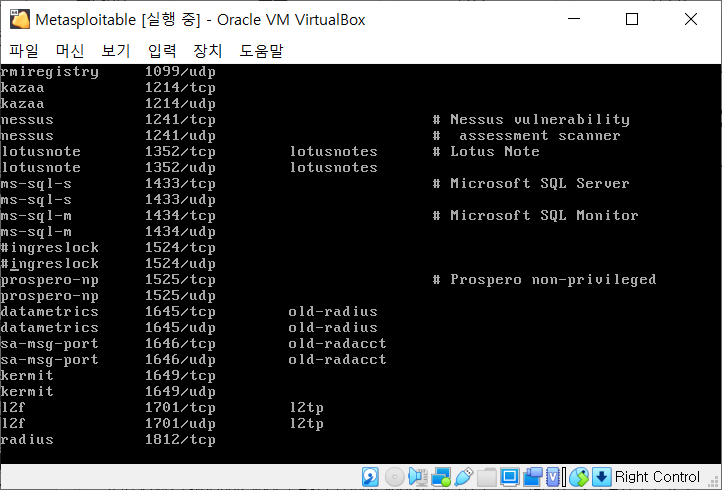 Metasploitable [실행 중] - Oracle VM VirtualBox
파일 머신 보기 입력 장치 도움말
rmiregistry 1099/udp
kazaa 1214/tcp
kazaa 1214/udp
nessus 1241/tcp # Nessus vulnerability
nessus 1241/udp # assessment scanner
lotusnote 1352/tcp lotusnotes # Lotus Note
lotusnote 1352/udp lotusnotes
ms-sql-s 1433/tcp # Microsoft SQL Server
ms-sql-s 1433/udp
ms-sql-m 1434/tcp # Microsoft SQL Monitor
ms-sql-m 1434/udp
#ingreslock 1524/tcp
#ingreslock 1524/udp
prospero-np 1525/tcp # Prospero non-privileged
prospero-np 1525/udp
datametrics 1645/tcp old-radius
datametrics 1645/udp old-radius
sa-msg-port 1646/tcp old-radacct
sa-msg-port 1646/udp old-radacct
kermit 1649/tcp
kermit 1649/udp
l2f 1701/tcp l2tp
l2f 1701/udp l2tp
radius 1812/tcp
Right Control